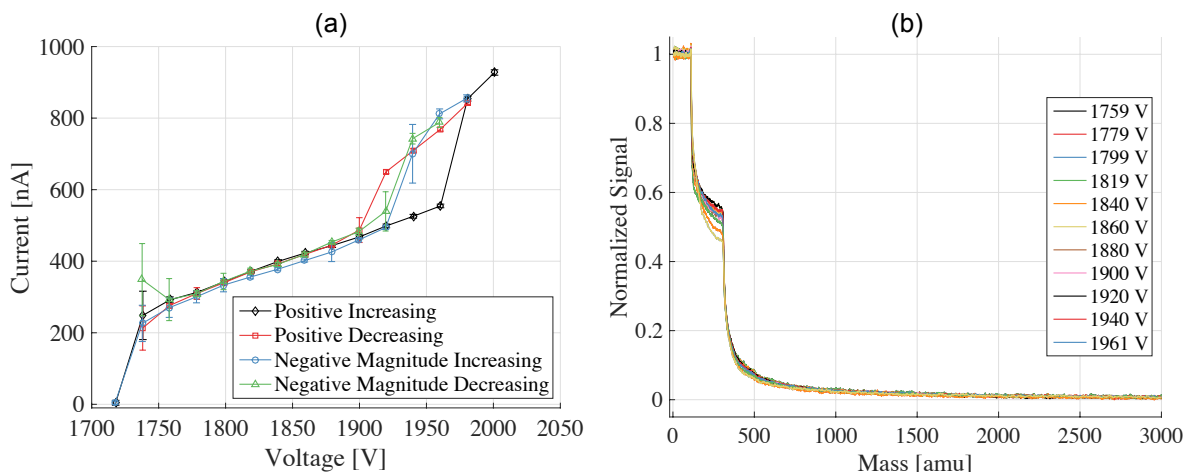 (a)
1000
800
600
400
200
0
Current [nA]
1700 1750 1800 1850 1900 1950 2000 2050
Voltage [V]
Positive Increasing
Positive Decreasing
Negative Magnitude Increasing
Negative Magnitude Decreasing
(b)
1
0.8
0.6
0.4
0.2
0
Normalized Signal
0 500 1000 1500 2000 2500 3000
Mass [amu]
1759 V
1779 V
1799 V
1819 V
1840 V
1860 V
1880 V
1900 V
1920 V
1940 V
1961 V